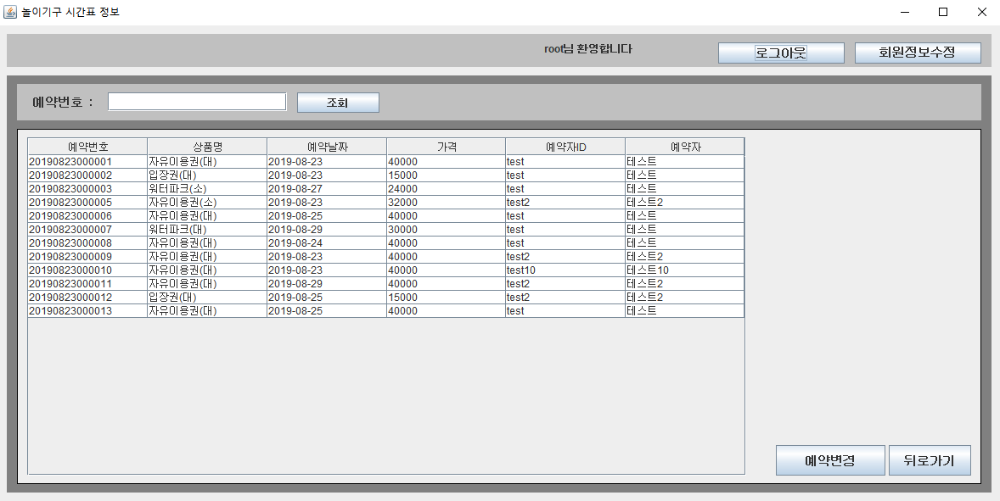 놀이기구 시간표 정보
root님 환영합니다 로그아웃 회원정보수정
예약번호 : 조회
예약번호 상품명 예약날짜 가격 예약자ID 예약자
20190823000001 자유이용권(대) 2019-08-23 40000 test 테스트
20190823000002 입장권(대) 2019-08-23 15000 test 테스트
20190823000003 워터파크(소) 2019-08-27 24000 test 테스트
20190823000005 자유이용권(소) 2019-08-23 32000 test2 테스트2
20190823000006 자유이용권(대) 2019-08-25 40000 test 테스트
20190823000007 워터파크(대) 2019-08-29 30000 test 테스트
20190823000008 자유이용권(대) 2019-08-24 40000 test 테스트
20190823000009 자유이용권(대) 2019-08-23 40000 test2 테스트2
20190823000010 자유이용권(대) 2019-08-23 40000 test10 테스트10
20190823000011 자유이용권(대) 2019-08-29 40000 test2 테스트2
20190823000012 입장권(대) 2019-08-25 15000 test2 테스트2
20190823000013 자유이용권(대) 2019-08-25 40000 test 테스트
예약변경 뒤로가기